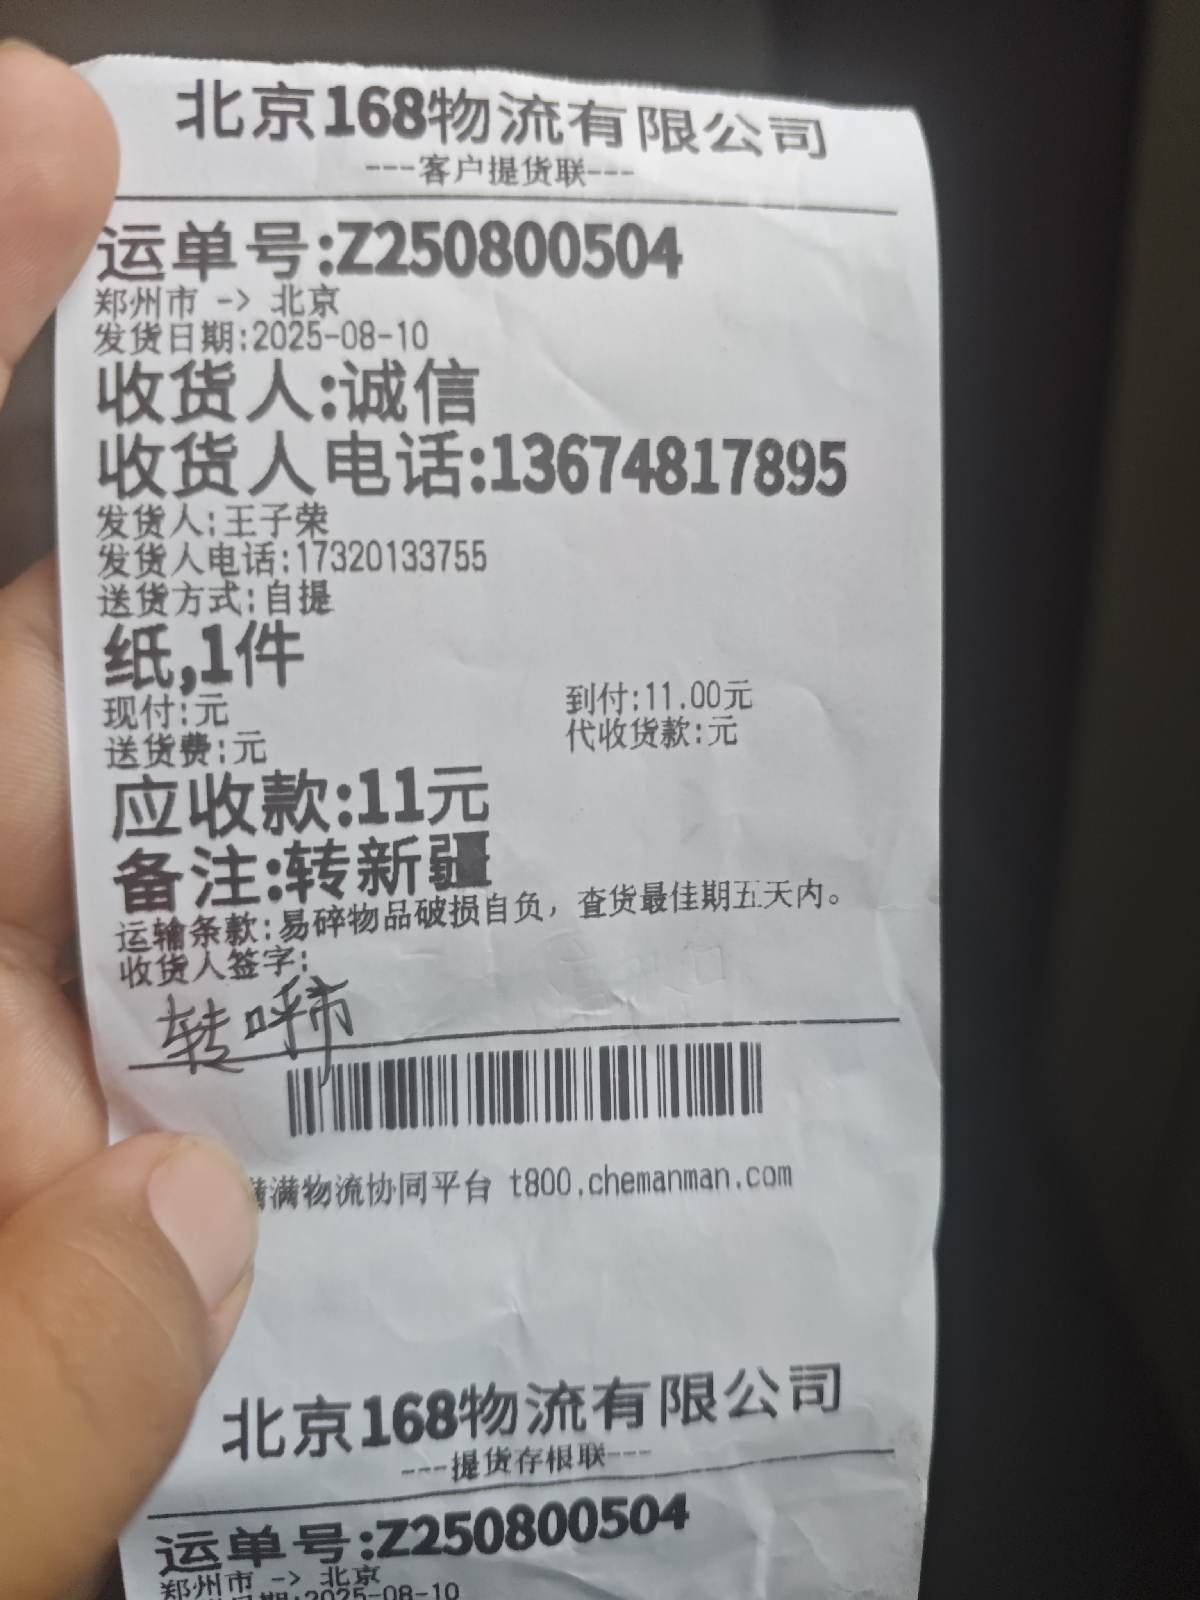 北京168物流有限公司
---客户提货联---
运单号:Z250800504
郑州市 -> 北京
发货日期:2025-08-10
收货人:诚信
收货人电话:13674817895
发货人:王子荣
发货人电话:17320133755
送货方式:自提
纸,1件
现付:元 到付:11.00元
送货费:元 代收货款:元
应收款:11元
备注:转新疆
运输条款:易碎物品破损自负，查货最佳期五天内。
收货人签字:
转呼市
满满物流协同平台 t800.chemanman.com
北京168物流有限公司
---提货存根联---
运单号:Z250800504
郑州市 -> 北京
2025-08-10